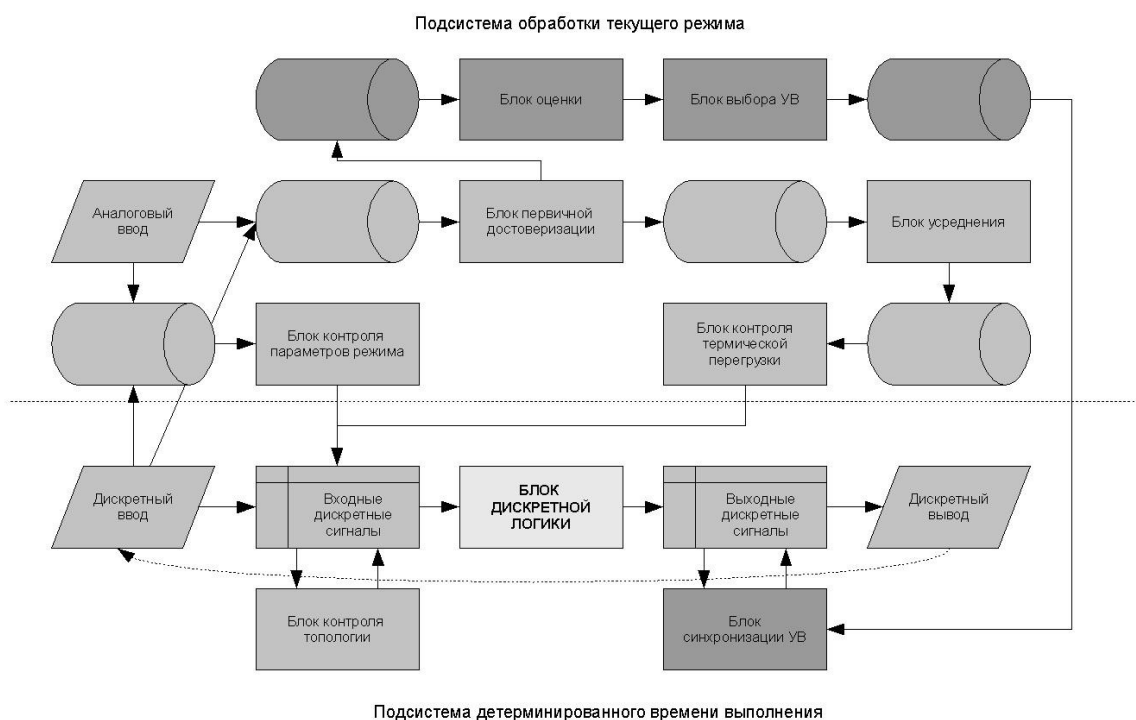 Подсистема обработки текущего режима
Блок оценки
Блок выбора УВ
Аналоговый
ввод
Блок первичной
достоверизации
Блок усреднения
Блок контроля
параметров режима
Блок контроля
термической
перегрузки
Дискретный
ввод
Входные
дискретные
сигналы
БЛОК
ДИСКРЕТНОЙ
ЛОГИКИ
Выходные
дискретные
сигналы
Дискретный
вывод
Блок контроля
топологии
Блок
синхронизации УВ
Подсистема детерминированного времени выполнения